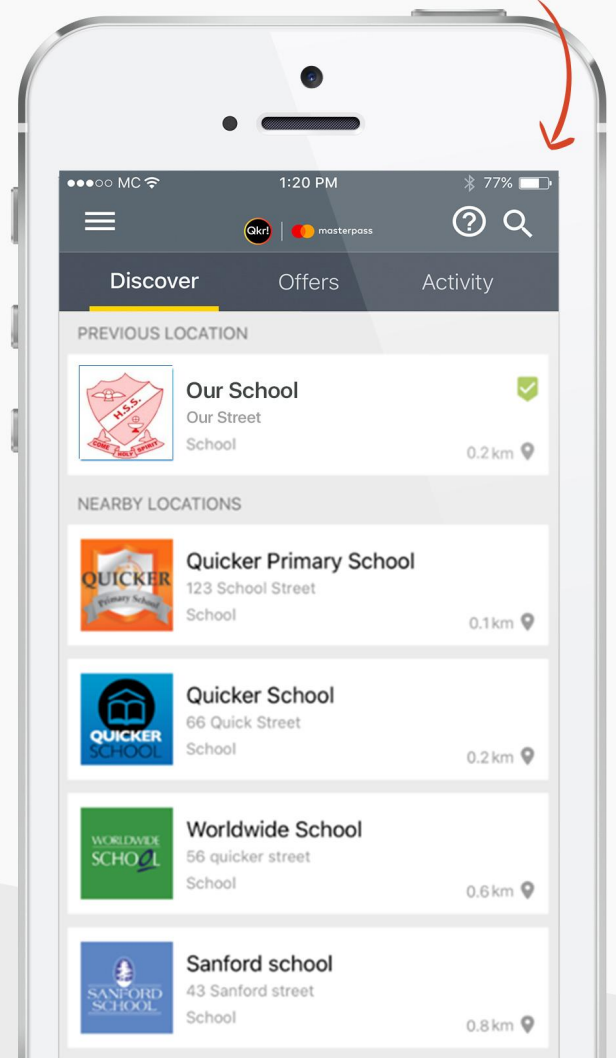 MC
1:20 PM
77%
Qkr! masterpass
Discover
Offers
Activity
PREVIOUS LOCATION
H.S.S.
COME HOLY SPIRIT
Our School
Our Street
School
0.2 km
NEARBY LOCATIONS
QUICKER
Primary School
Quicker Primary School
123 School Street
School
0.1 km
QUICKER
SCHOOL
Quicker School
66 Quick Street
School
0.2 km
WORLDWIDE
SCHOOL
Worldwide School
56 quicker street
School
0.6 km
SANFORD
SCHOOL
Sanford school
43 Sanford street
School
0.8 km